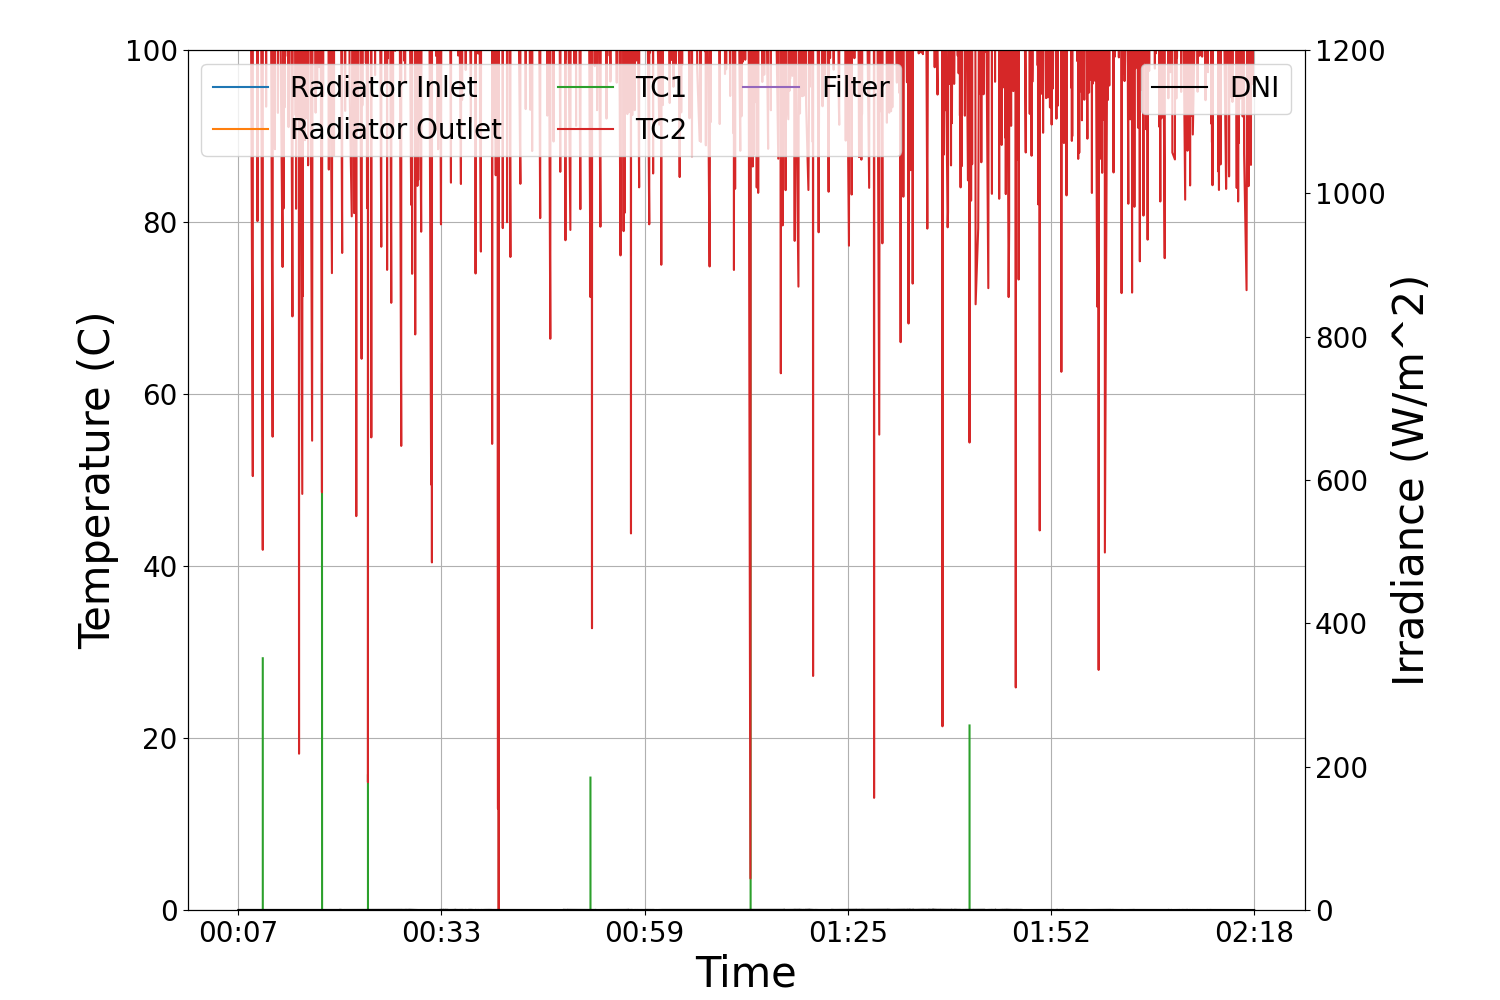 100
80
60
40
20
0
Temperature (C)
Radiator Inlet
Radiator Outlet
TC1
TC2
Filter
DNI
1200
1000
800
600
400
200
0
Irradiance (W/m^2)
00:07 00:33 00:59 01:25 01:52 02:18
Time